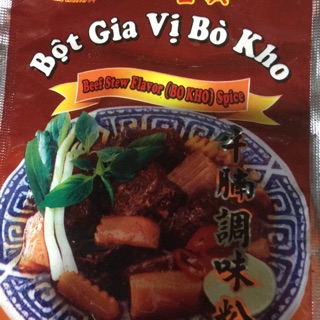 Bột Gia Vị Bò Kho
Beef Stew Flavor (BO KHO) Spice
牛腩調味粉